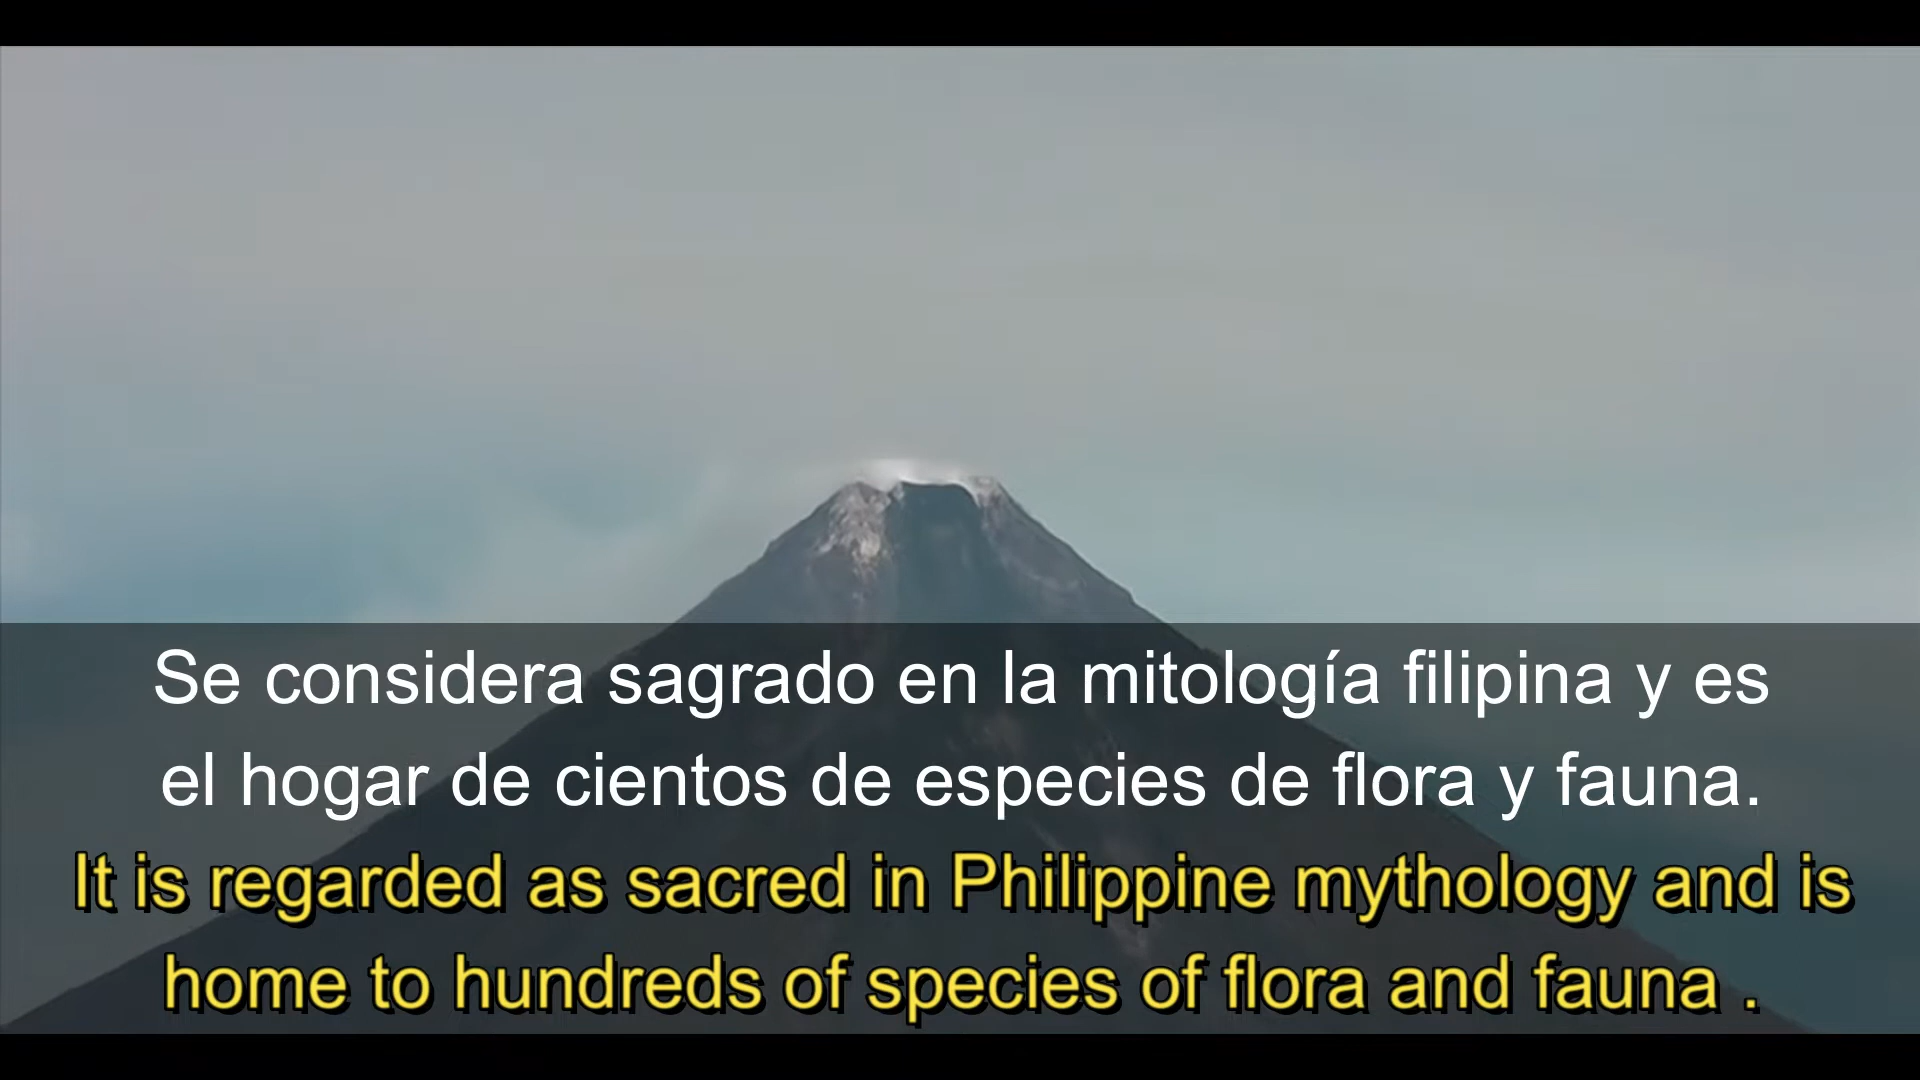 Se considera sagrado en la mitología filipina y es
el hogar de cientos de especies de flora y fauna.
It is regarded as sacred in Philippine mythology and is
home to hundreds of species of flora and fauna .